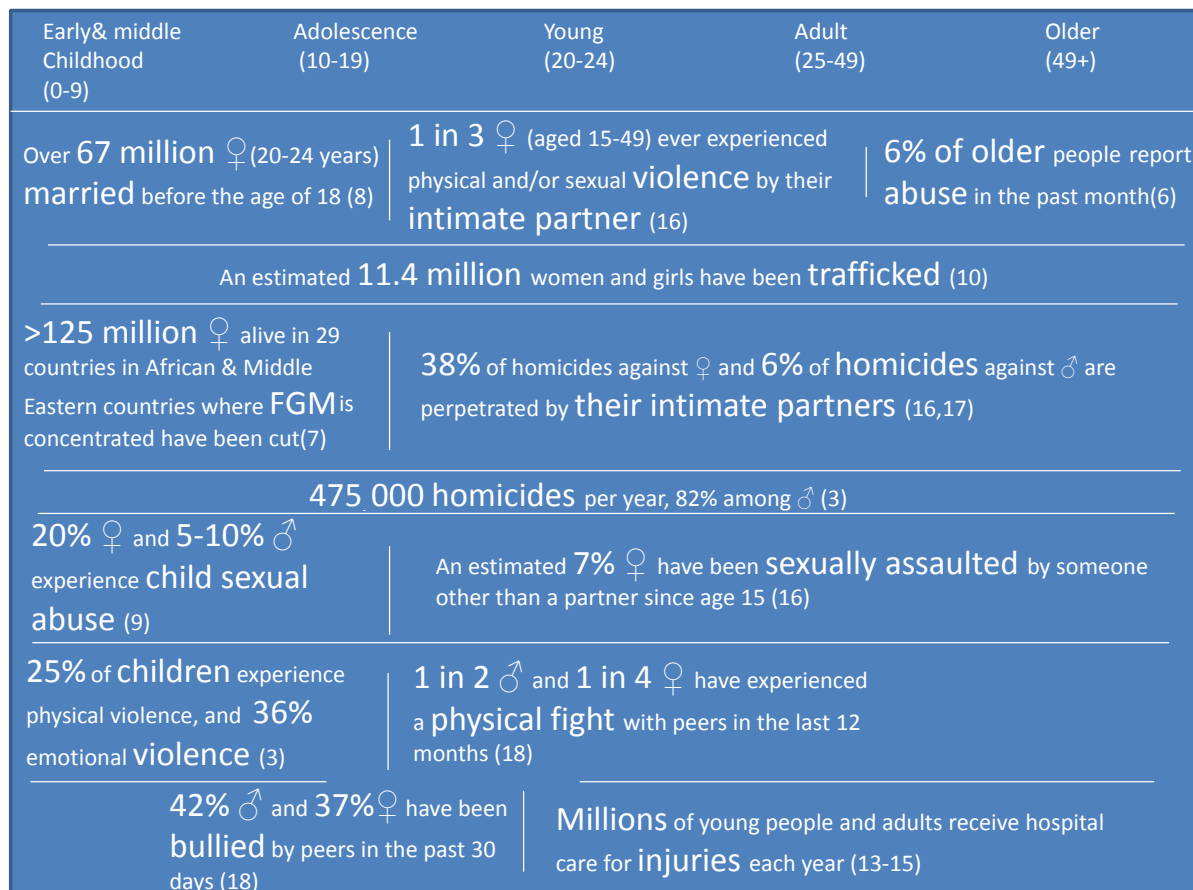 Early& middle
Childhood
(0-9)
Adolescence
(10-19)
Young
(20-24)
Adult
(25-49)
Older
(49+)
Over 67 million ♀(20-24 years)
married before the age of 18 (8)
1 in 3 ♀ (aged 15-49) ever experienced
physical and/or sexual violence by their
intimate partner (16)
6% of older people report
abuse in the past month(6)
An estimated 11.4 million women and girls have been trafficked (10)
>125 million ♀ alive in 29
countries in African & Middle
Eastern countries where FGM is
concentrated have been cut(7)
38% of homicides against ♀ and 6% of homicides against ♂ are
perpetrated by their intimate partners (16,17)
475 000 homicides per year, 82% among ♂ (3)
20% ♀ and 5-10% ♂
experience child sexual
abuse (9)
An estimated 7% ♀ have been sexually assaulted by someone
other than a partner since age 15 (16)
25% of children experience
physical violence, and 36%
emotional violence (3)
1 in 2 ♂ and 1 in 4 ♀ have experienced
a physical fight with peers in the last 12
months (18)
42% ♂ and 37%♀ have been
bullied by peers in the past 30
days (18)
Millions of young people and adults receive hospital
care for injuries each year (13-15)